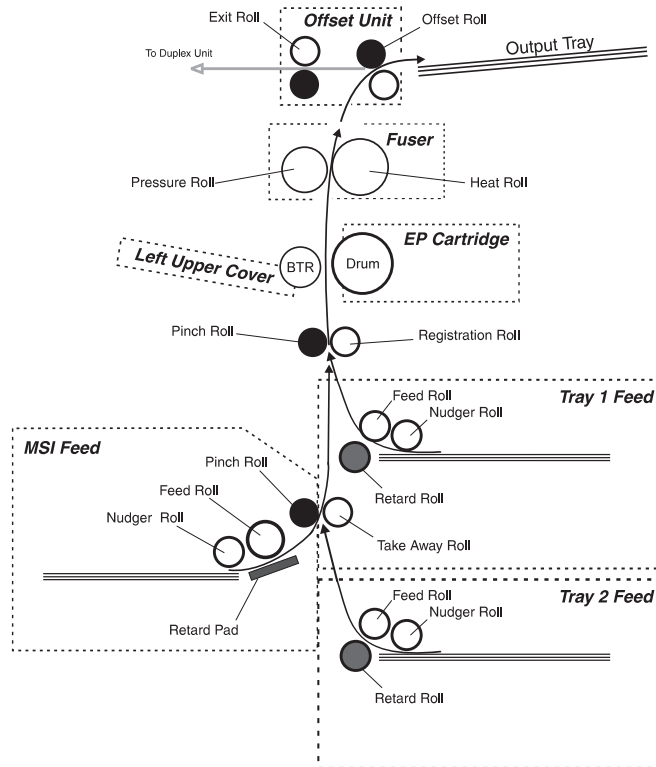 Exit Roll
Offset Unit
Offset Roll
To Duplex Unit
Output Tray
Fuser
Pressure Roll
Heat Roll
EP Cartridge
Left Upper Cover
BTR
Drum
Pinch Roll
Registration Roll
Tray 1 Feed
Feed Roll
Nudger Roll
Retard Roll
MSI Feed
Pinch Roll
Feed Roll
Nudger Roll
Take Away Roll
Retard Pad
Tray 2 Feed
Feed Roll
Nudger Roll
Retard Roll